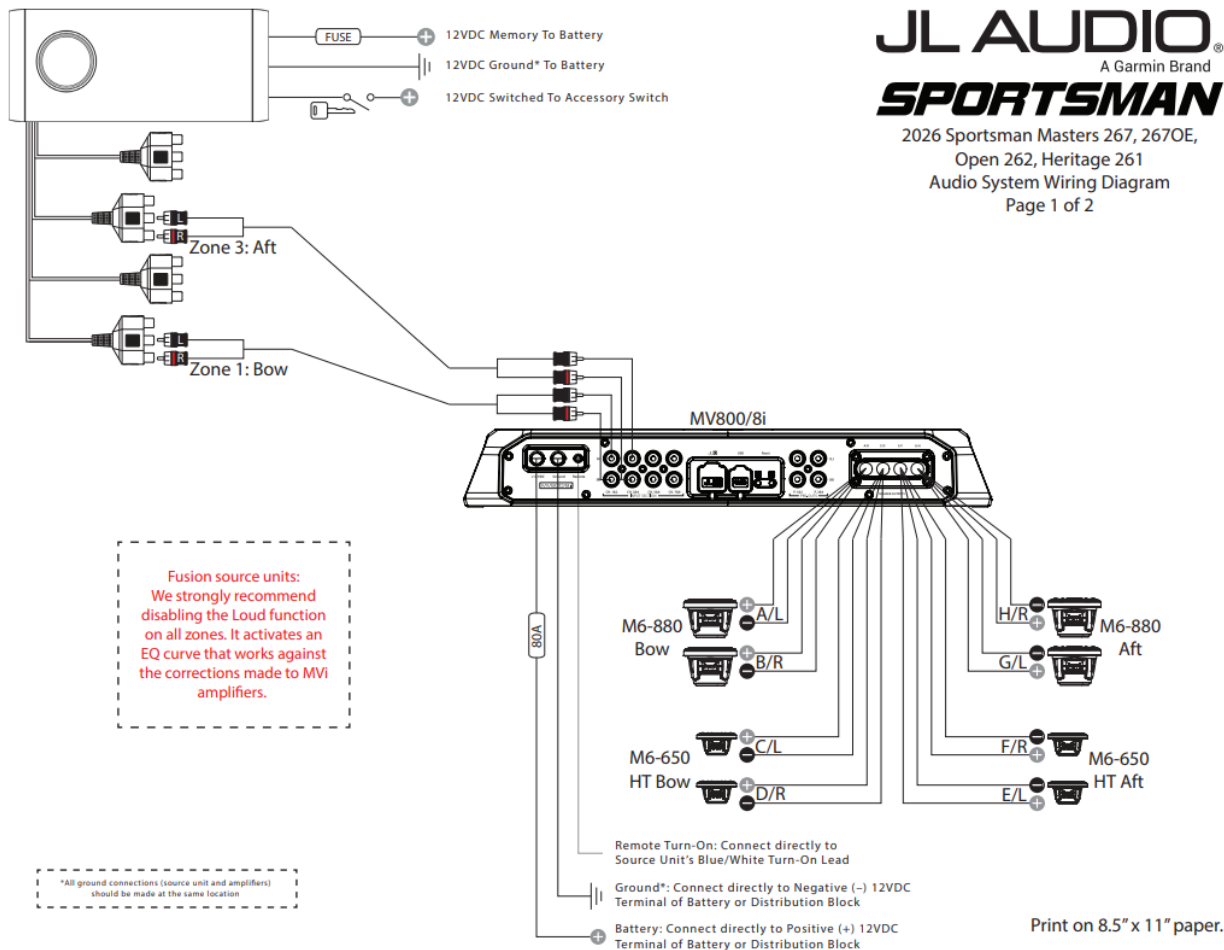 FUSE
12VDC Memory To Battery
12VDC Ground* To Battery
12VDC Switched To Accessory Switch
JL AUDIO®
A Garmin Brand
SPORTSMAN
2026 Sportsman Masters 267, 267OE,
Open 262, Heritage 261
Audio System Wiring Diagram
Page 1 of 2
L
R
Zone 3: Aft
L
R
Zone 1: Bow
MV800/8i
Fusion source units:
We strongly recommend
disabling the Loud function
on all zones. It activates an
EQ curve that works against
the corrections made to MVi
amplifiers.
80A
M6-880
Bow
A/L
B/R
H/R
G/L
M6-880
Aft
M6-650
HT Bow
C/L
D/R
F/R
E/L
M6-650
HT Aft
Remote Turn-On: Connect directly to
Source Unit's Blue/White Turn-On Lead
Ground*: Connect directly to Negative (–) 12VDC
Terminal of Battery or Distribution Block
Battery: Connect directly to Positive (+) 12VDC
Terminal of Battery or Distribution Block
*All ground connections (source unit and amplifiers)
should be made at the same location
Print on 8.5” x 11” paper.